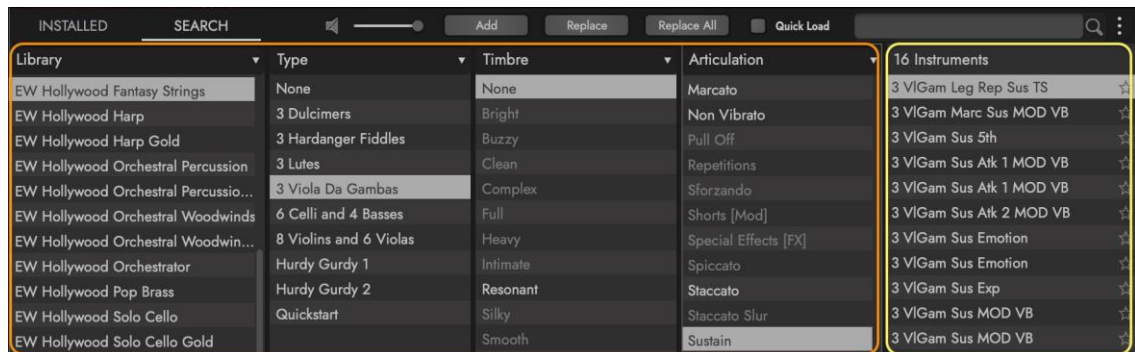 INSTALLED SEARCH Add Replace Replace All Quick Load
Library Type Timbre Articulation 16 Instruments
EW Hollywood Fantasy Strings None None Marcato 3 VlGam Leg Rep Sus TS
EW Hollywood Harp 3 Dulcimers Bright Non Vibrato 3 VlGam Marc Sus MOD VB
EW Hollywood Harp Gold 3 Hardanger Fiddles Buzzy Pull Off 3 VlGam Sus 5th
EW Hollywood Orchestral Percussion 3 Lutes Clean Repetitions 3 VlGam Sus Atk 1 MOD VB
EW Hollywood Orchestral Percussio... 3 Viola Da Gambas Complex Sforzando 3 VlGam Sus Atk 1 MOD VB
EW Hollywood Orchestral Woodwinds 6 Celli and 4 Basses Full Shorts [Mod] 3 VlGam Sus Atk 2 MOD VB
EW Hollywood Orchestral Woodwin... 8 Violins and 6 Violas Heavy Special Effects [FX] 3 VlGam Sus Emotion
EW Hollywood Orchestrator Hurdy Gurdy 1 Intimate Spiccato 3 VlGam Sus Emotion
EW Hollywood Pop Brass Hurdy Gurdy 2 Resonant Staccato 3 VlGam Sus Exp
EW Hollywood Solo Cello Quickstart Silky Staccato Slur 3 VlGam Sus MOD VB
EW Hollywood Solo Cello Gold Smooth Sustain 3 VlGam Sus MOD VB